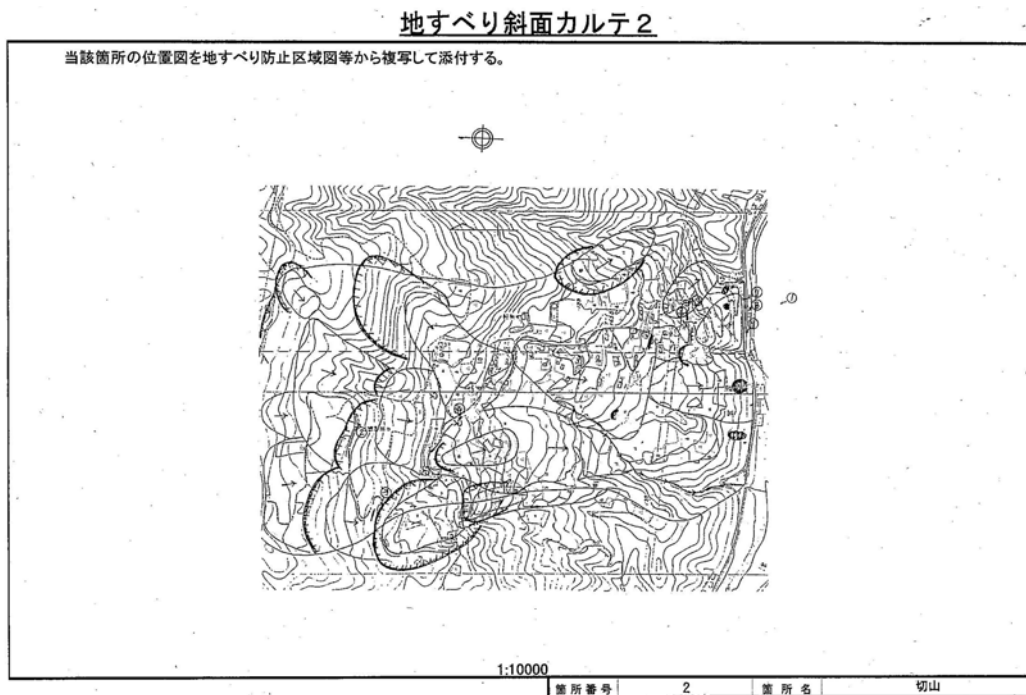 地すべり斜面カルテ2
当該箇所の位置図を地すべり防止区域図等から複写して添付する。
1:10000
箇所番号 2 箇所名 切山